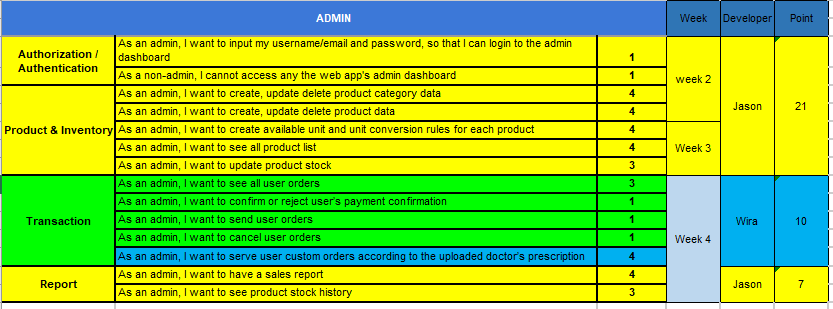 ADMIN Week Developer Point
Authorization / Authentication
As an admin, I want to input my username/email and password, so that I can login to the admin
dashboard 1
As a non-admin, I cannot access any the web app's admin dashboard 1
week 2
Jason
21
Product & Inventory
As an admin, I want to create, update delete product category data 4
As an admin, I want to create, update delete product data 4
As an admin, I want to create available unit and unit conversion rules for each product 4
As an admin, I want to see all product list 4
As an admin, I want to update product stock 3
Week 3
Transaction
As an admin, I want to see all user orders 3
As an admin, I want to confirm or reject user's payment confirmation 1
As an admin, I want to send user orders 1
As an admin, I want to cancel user orders 1
As an admin, I want to serve user custom orders according to the uploaded doctor's prescription 4
Week 4
Wira
10
Report
As an admin, I want to have a sales report 4
As an admin, I want to see product stock history 3
Jason
7